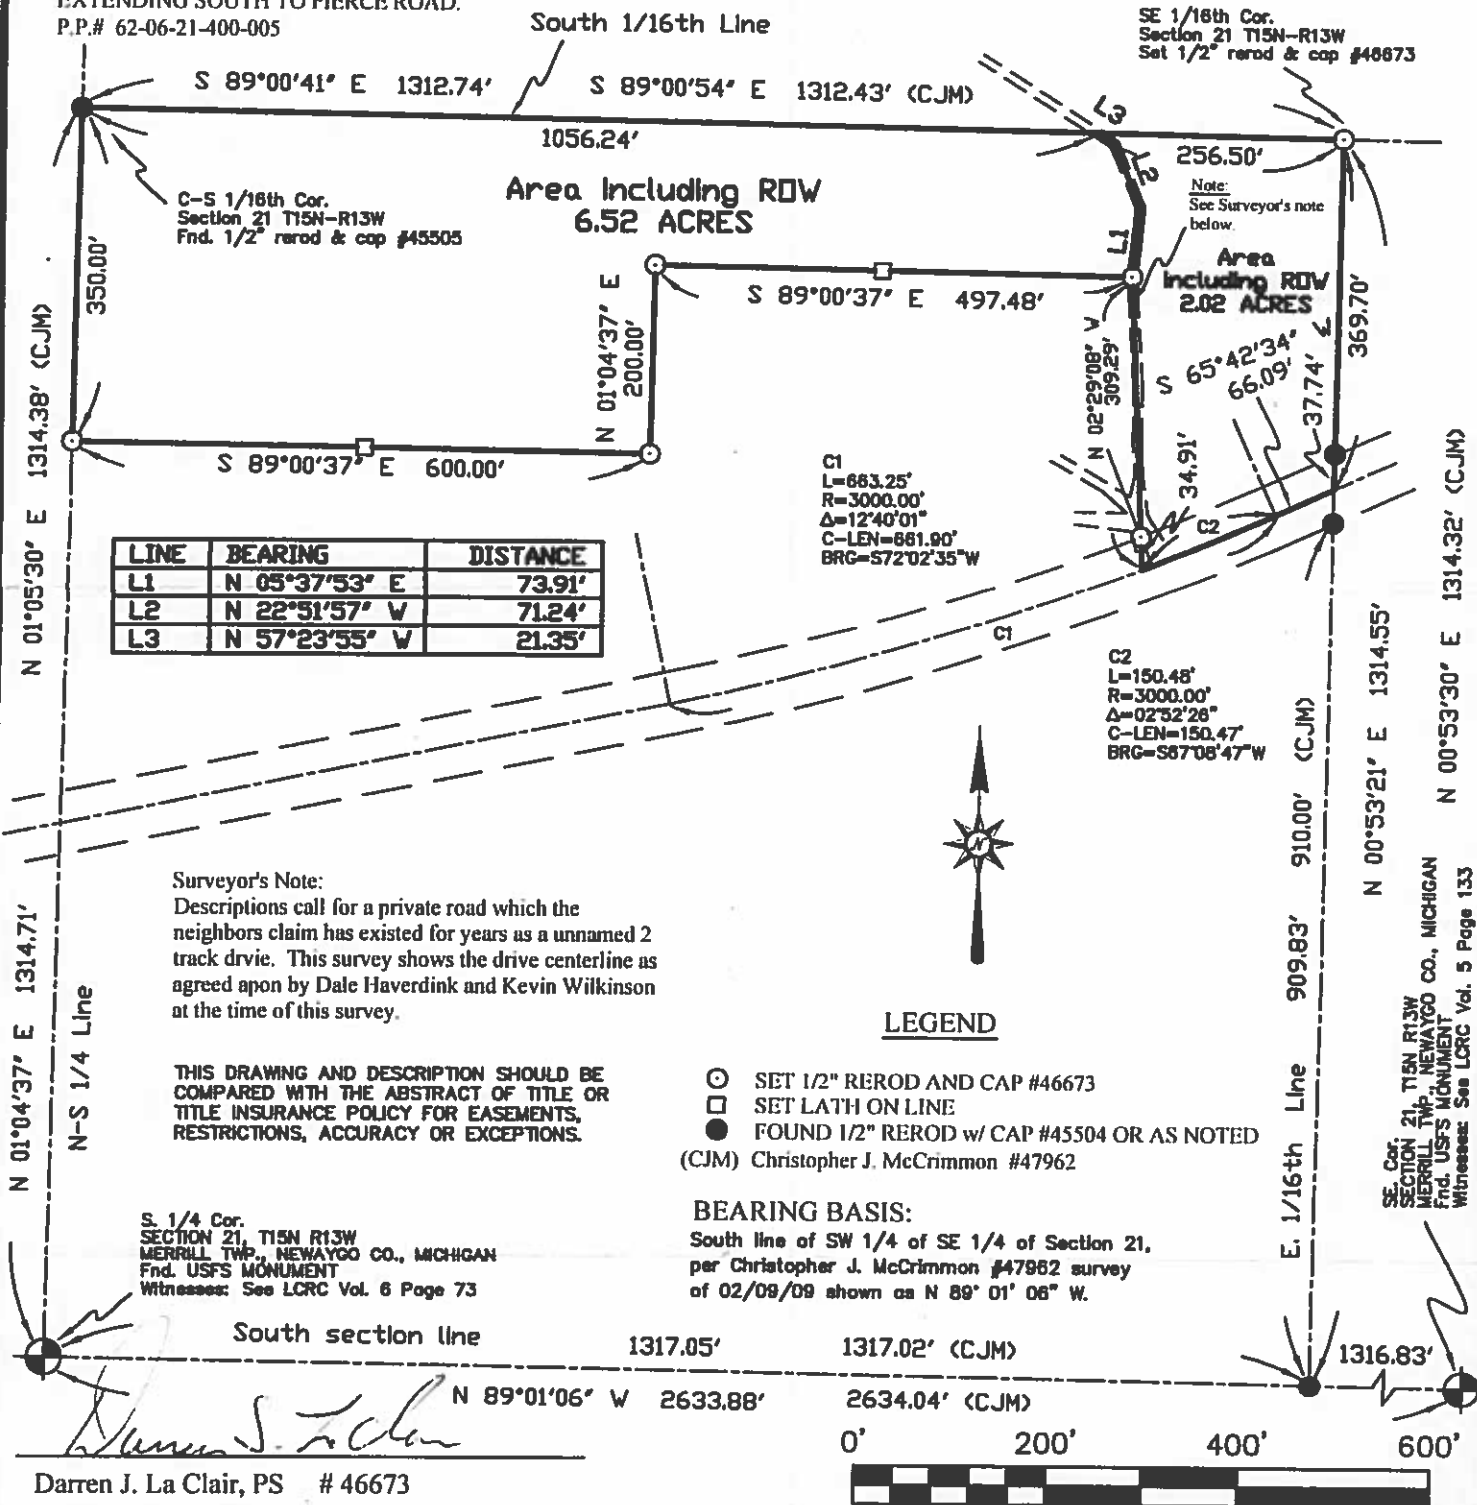 EXTENDING SOUTH TO PIERCE ROAD.
P.P.# 62-06-21-400-005
South 1/16th Line
SE 1/16th Cor.
Section 21 T15N-R13W
Set 1/2" rerod & cap #46673
S 89°00'41" E 1312.74'
S 89°00'54" E 1312.43' (CJM)
L3
1056.24'
L2
256.50'
C-S 1/16th Cor.
Section 21 T15N-R13W
Fnd. 1/2" rerod & cap #45505
Area Including ROW
6.52 ACRES
Note:
See Surveyor's note
below.
L1
Area
Including ROW
2.02 ACRES
350.00'
N 01°04'37" E
200.00'
S 89°00'37" E 497.48'
369.70'
N 02°29'08" W
309.29'
S 65°42'34" W
66.09'
37.74'
34.91'
S 89°00'37" E 600.00'
C1
L=663.25'
R=3000.00'
Δ=12°40'01"
C-LEN=661.90'
BRG=S72°02'35"W
C2
N 01°05'30" E 1314.38' (CJM)
LINE BEARING DISTANCE
L1 N 05°37'53" E 73.91'
L2 N 22°51'57" W 71.24'
L3 N 57°23'55" W 21.35'
C1
C2
L=150.48'
R=3000.00'
Δ=02°52'26"
C-LEN=150.47'
BRG=S67°08'47"W
N 00°53'21" E 1314.55'
N 00°53'30" E 1314.32' (CJM)
Surveyor's Note:
Descriptions call for a private road which the
neighbors claim has existed for years as a unnamed 2
track drvie. This survey shows the drive centerline as
agreed apon by Dale Haverdink and Kevin Wilkinson
at the time of this survey.
N 01°04'37" E 1314.71'
N-S 1/4 Line
N
THIS DRAWING AND DESCRIPTION SHOULD BE
COMPARED WITH THE ABSTRACT OF TITLE OR
TITLE INSURANCE POLICY FOR EASEMENTS,
RESTRICTIONS, ACCURACY OR EXCEPTIONS.
LEGEND
SET 1/2" REROD AND CAP #46673
SET LATH ON LINE
FOUND 1/2" REROD w/ CAP #45504 OR AS NOTED
(CJM) Christopher J. McCrimmon #47962
E. 1/16th Line 909.83' 910.00' (CJM)
SE. Cor.
SECTION 21, T15N R13W
MERRILL TWP., NEWAYGO CO., MICHIGAN
Fnd. USFS MONUMENT
Witnesses: See LCRC Vol. 5 Page 133
S. 1/4 Cor.
SECTION 21, T15N R13W
MERRILL TWP., NEWAYGO CO., MICHIGAN
Fnd. USFS MONUMENT
Witnesses: See LCRC Vol. 6 Page 73
BEARING BASIS:
South line of SW 1/4 of SE 1/4 of Section 21,
per Christopher J. McCrimmon #47962 survey
of 02/09/09 shown as N 89° 01' 06" W.
South section line 1317.05' 1317.02' (CJM)
1316.83'
N 89°01'06" W 2633.88' 2634.04' (CJM)
Darren J. La Clair, PS # 46673
0' 200' 400' 600'